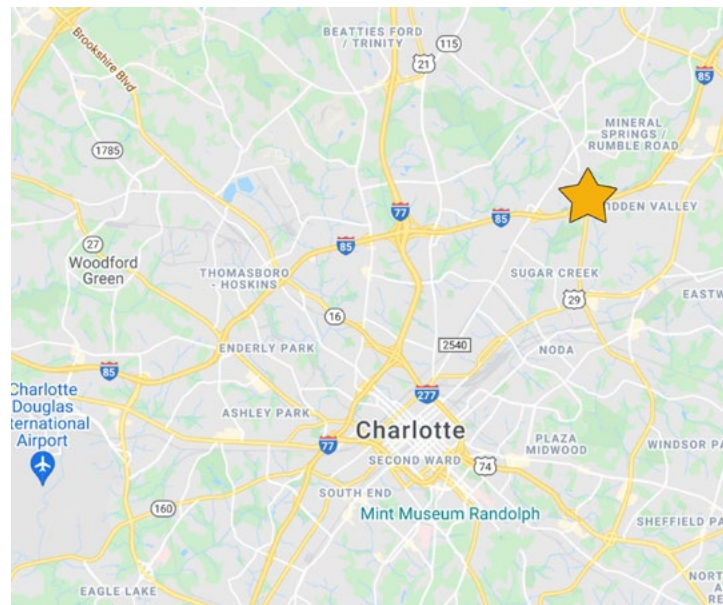 BEATTIES FORD
/ TRINITY
115
21
Brookshire Blvd
85
MINERAL
SPRINGS /
RUMBLE ROAD
1785
HIDDEN VALLEY
77
85
85
27
Woodford
Green
THOMASBORO
- HOSKINS
SUGAR CREEK
29
EASTW
16
2540
ENDERLY PARK
NODA
85
277
Charlotte
Douglas
ternational
Airport
ASHLEY PARK
Charlotte
77
PLAZA
MIDWOOD
WINDSOR PA
SECOND WARD
74
SOUTH END
160
Mint Museum Randolph
SHEFFIELD P
EAGLE LAKE
NORT
A
RE